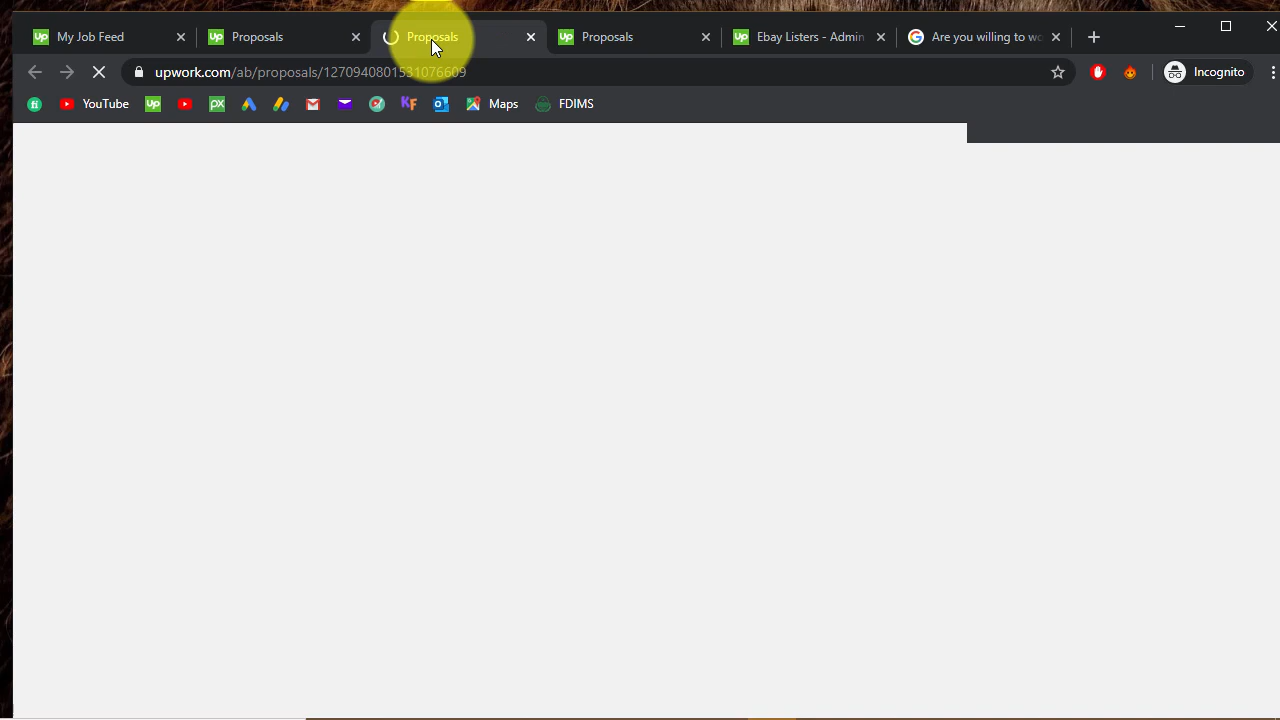 My Job Feed
Proposals
Proposals
Proposals
Ebay Listers - Admin
Are you willing to wo
upwork.com/ab/proposals/1270940801531076609
Incognito
YouTube
Maps
FDIMS